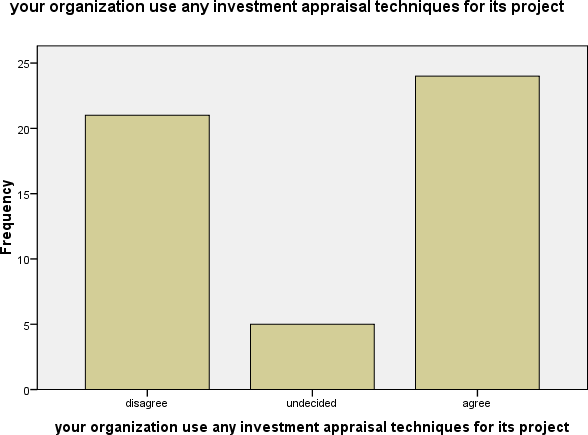 your organization use any investment appraisal techniques for its project
25
20
15
10
5
0
Frequency
disagree
undecided
agree
your organization use any investment appraisal techniques for its project